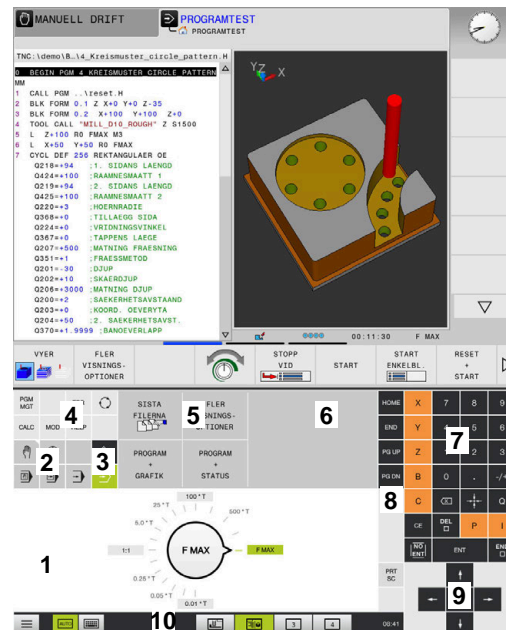 MANUELL DRIFT
PROGRAMTEST
PROGRAMTEST
TNC:\demo\B…\4_Kreismuster_circle_pattern.H
0 BEGIN PGM 4_KREISMUSTER_CIRCLE_PATTERN
MM
1 CALL PGM ..\reset.H
2 BLK FORM 0.1 Z X+0 Y+0 Z-35
3 BLK FORM 0.2 X+100 Y+100 Z+0
4 TOOL CALL "MILL_D10_ROUGH" Z S1500
5 L Z+100 R0 FMAX M3
6 L X+50 Y+50 R0 FMAX
7 CYCL DEF 256 REKTANGULAER OE
Q218=+94 ;1. SIDANS LAENGD
Q424=+100 ;RAAMNESMAATT 1
Q219=+94 ;2. SIDANS LAENGD
Q425=+100 ;RAAMNESMAATT 2
Q220=+3 ;HOERNRADIE
Q368=+0 ;TILLAEGG SIDA
Q224=+0 ;VRIDNINGSVINKEL
Q367=+0 ;TAPPENS LAEGE
Q207=+500 ;MATNING FRAESNING
Q351=+1 ;FRAESSMETOD
Q201=-30 ;DJUP
Q202=+10 ;SKAERDJUP
Q206=+3000 ;MATNING DJUP
Q200=+2 ;SAEKERHETSAVSTAAND
Q203=+0 ;KOORD. OEVERYTA
Q204=+50 ;2. SAEKERHETSAVST.
Q370=+1.9999 ;BANOEVERLAPP
Y Z X
00:11:30 F MAX
VYER
FLER VISNINGS- OPTIONER
STOPP VID
START
START ENKELBL.
RESET + START
PGM MGT
CALC MOD
SISTA FILERNA
FLER
OPTIONER
PROGRAM + GRAFIK
PROGRAM + STATUS
HOME X 7 8 9
END Y 5 6
PG UP Z 2 3
PG DN B 0 . -/+
C Q
CE DEL P I
NO ENT ENT END
PRT SC
1 2 3 4 5 6 7 8 9 10
100 °T
25 °T
500 °T
5.0 °T
1:1
F MAX
F MAX
0.25 °T
0.05 °T
0.01 °T
AUTO
3 4
00:41